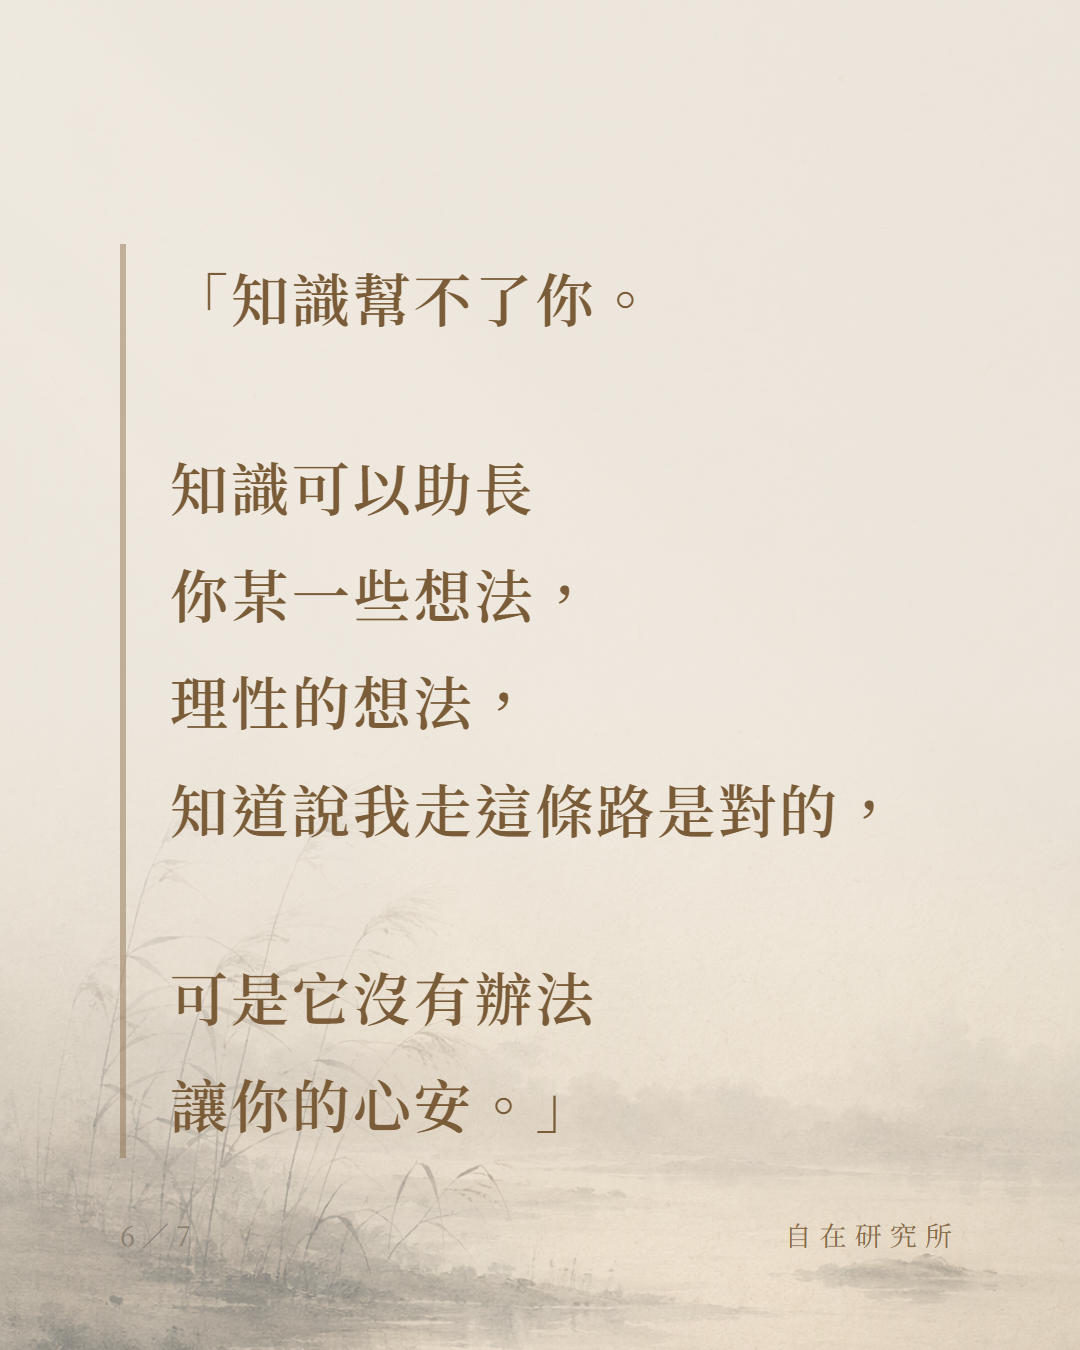 「知識幫不了你。
知識可以助長
你某一些想法，
理性的想法，
知道說我走這條路是對的，
可是它沒有辦法
讓你的心安。」
6／7
自在研究所